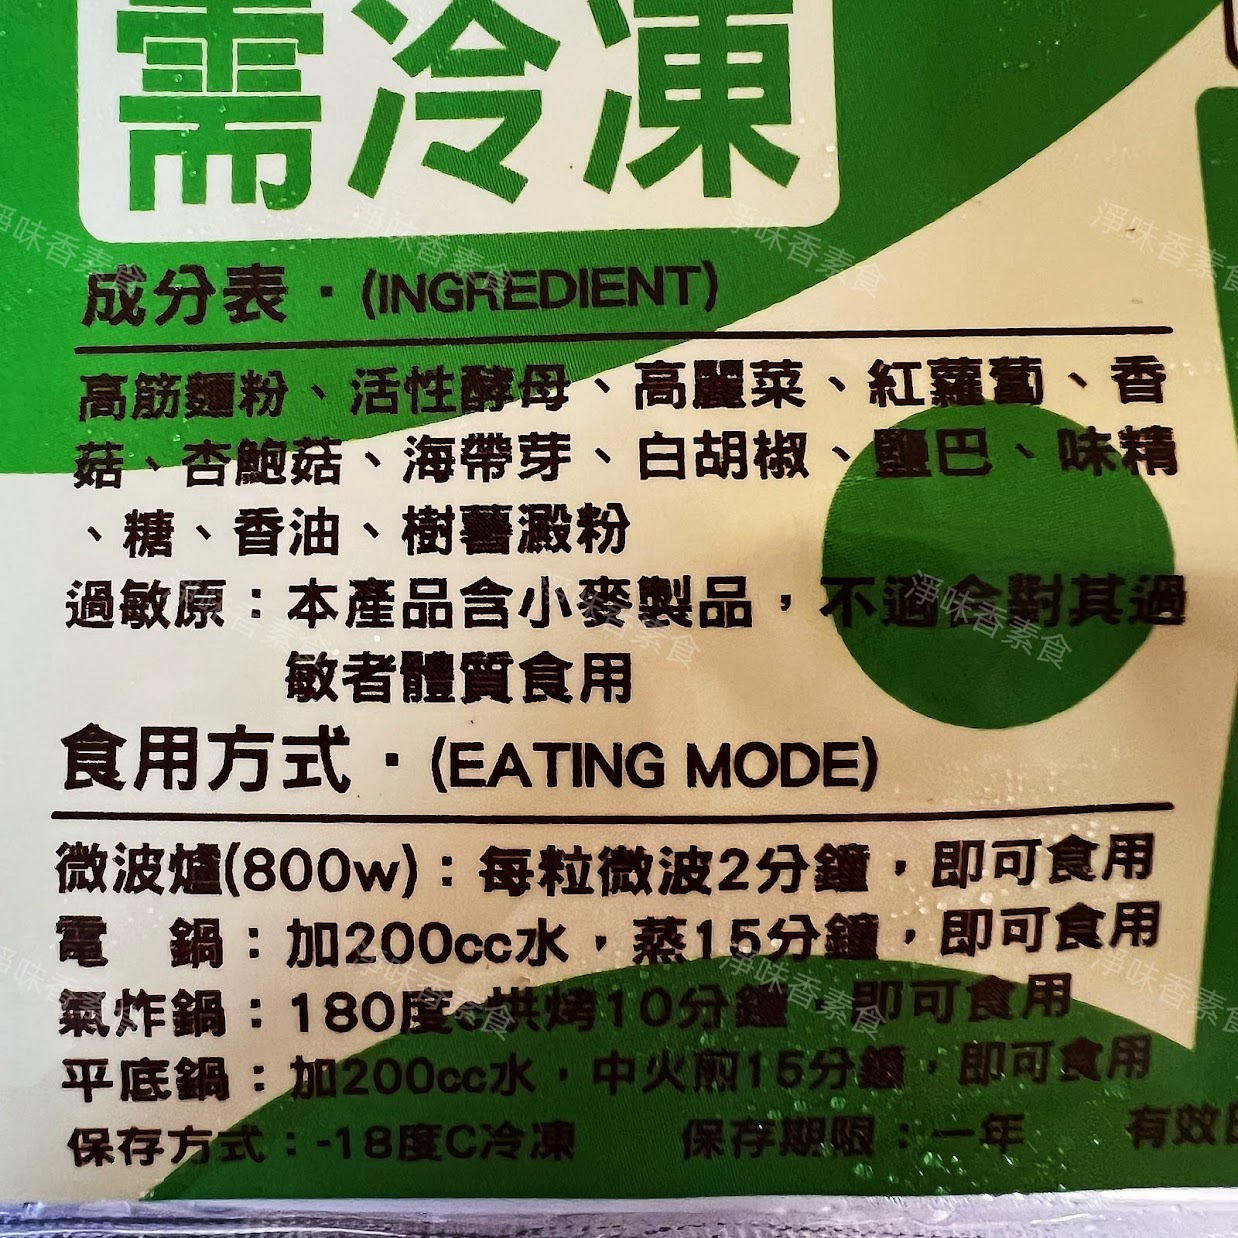 需冷凍
成分表・(INGREDIENT)
高筋麵粉、活性酵母、高麗菜、紅蘿蔔、香
菇、杏鮑菇、海帶芽、白胡椒、鹽巴、味精
、糖、香油、樹薯澱粉
過敏原：本產品含小麥製品，不適合對其過
敏者體質食用
食用方式・(EATING MODE)
微波爐(800w)：每粒微波2分鐘，即可食用
電　鍋：加200cc水，蒸15分鐘，即可食用
氣炸鍋：180度c烘烤10分鐘，即可食用
平底鍋：加200cc水，中火煎15分鐘，即可食用
保存方式：-18度C冷凍　保存期限：一年　有效
淨味香素食